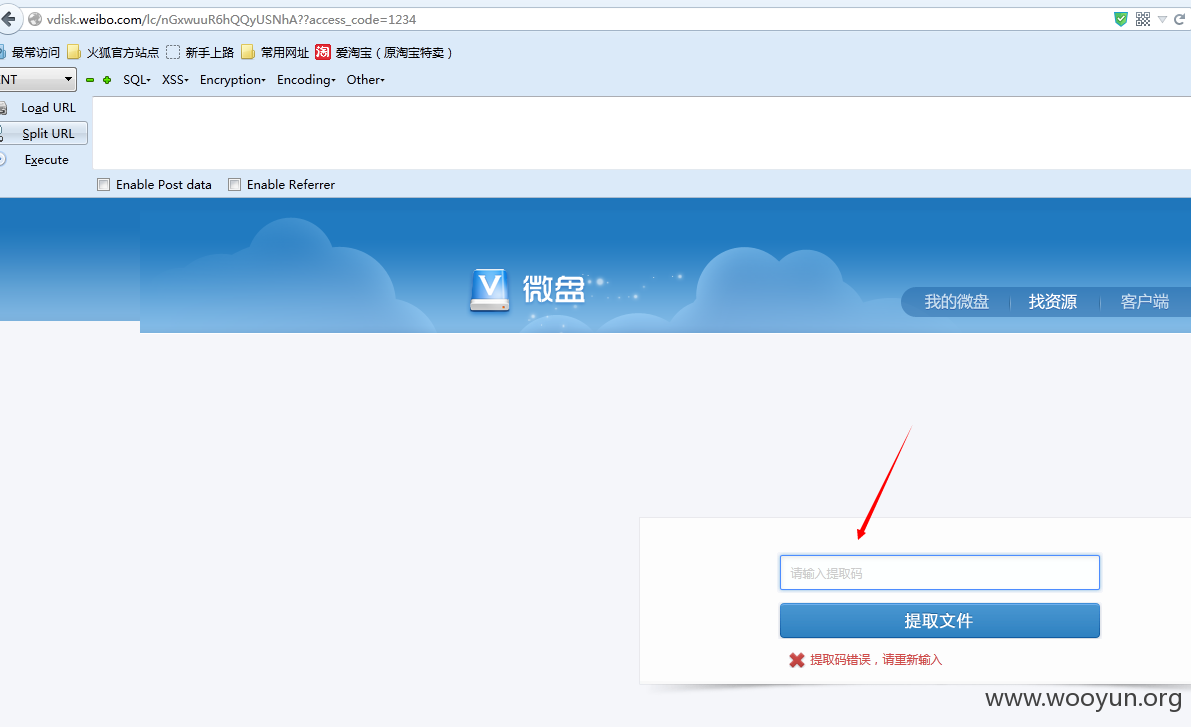 vdisk.weibo.com/lc/nGxwuuR6hQQyUSNhA??access_code=1234
最常访问 火狐官方站点 新手上路 常用网址 淘 爱淘宝（原淘宝特卖）
NT SQL XSS Encryption Encoding Other
Load URL
Split URL
Execute
Enable Post data Enable Referrer
V 微盘
我的微盘 找资源 客户端
请输入提取码
提取文件
提取码错误，请重新输入
www.wooyun.org